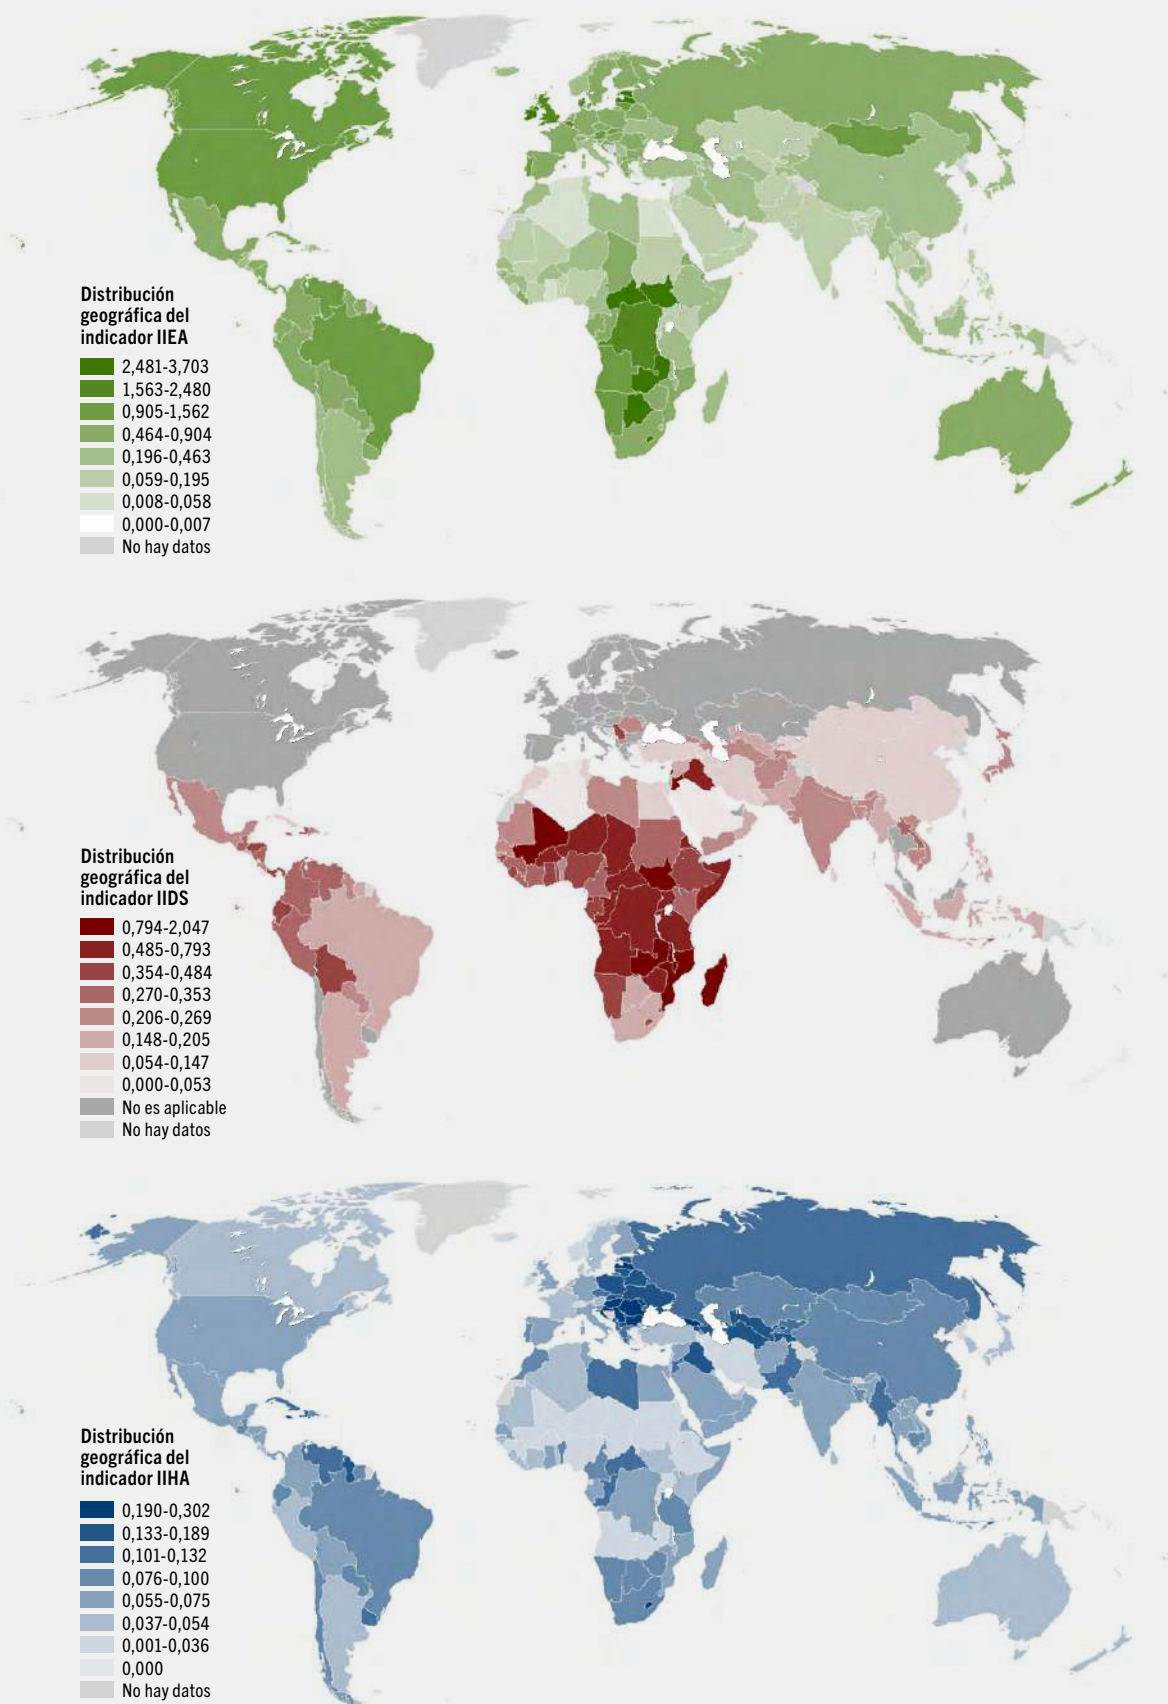 Distribución
geográfica del
indicador IIEA
2,481-3,703
1,563-2,480
0,905-1,562
0,464-0,904
0,196-0,463
0,059-0,195
0,008-0,058
0,000-0,007
No hay datos
Distribución
geográfica del
indicador IIDS
0,794-2,047
0,485-0,793
0,354-0,484
0,270-0,353
0,206-0,269
0,148-0,205
0,054-0,147
0,000-0,053
No es aplicable
No hay datos
Distribución
geográfica del
indicador IIHA
0,190-0,302
0,133-0,189
0,101-0,132
0,076-0,100
0,055-0,075
0,037-0,054
0,001-0,036
0,000
No hay datos